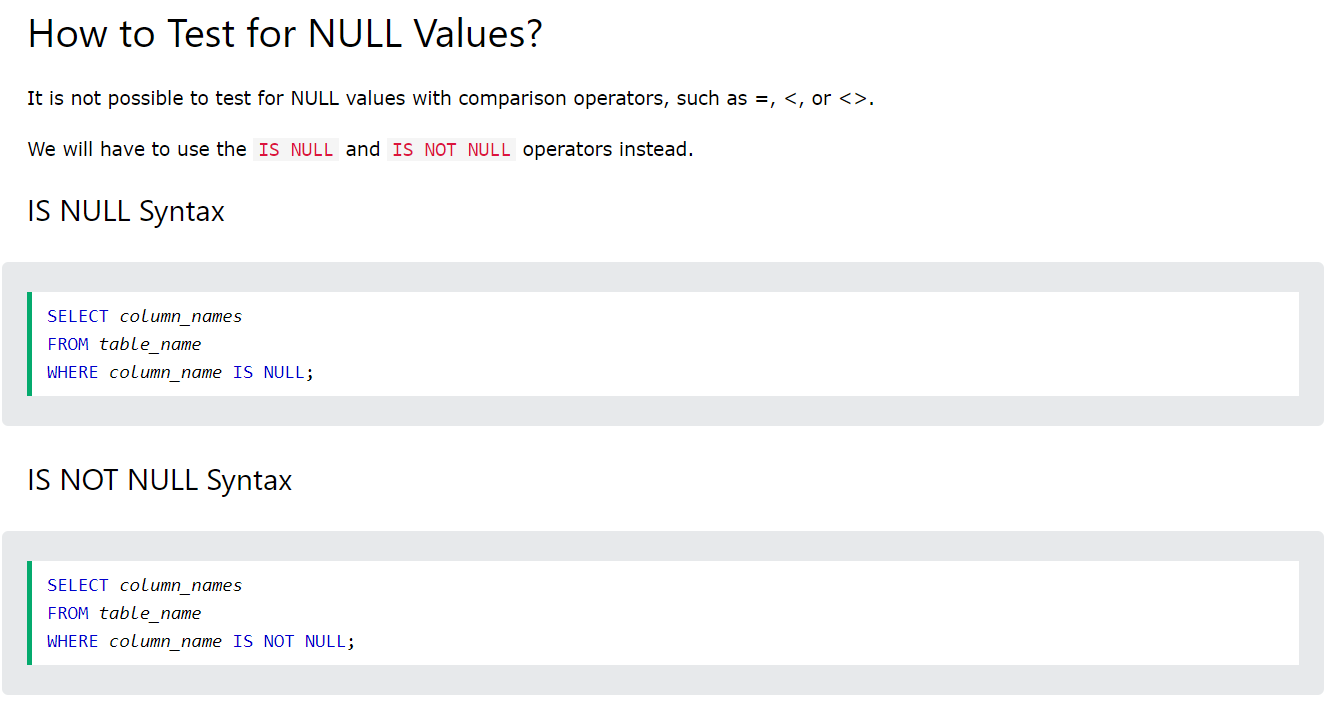 How to Test for NULL Values?
It is not possible to test for NULL values with comparison operators, such as =, <, or <>.
We will have to use the IS NULL and IS NOT NULL operators instead.
IS NULL Syntax
SELECT column_names
FROM table_name
WHERE column_name IS NULL;
IS NOT NULL Syntax
SELECT column_names
FROM table_name
WHERE column_name IS NOT NULL;